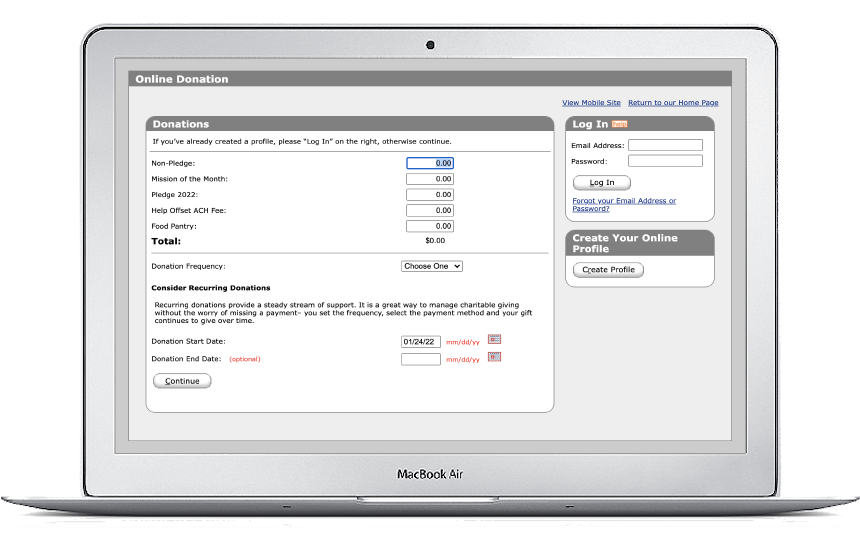 Online Donation
View Mobile Site Return to our Home Page
Donations
If you've already created a profile, please "Log In" on the right, otherwise continue.
Non-Pledge: 0.00
Mission of the Month: 0.00
Pledge 2022: 0.00
Help Offset ACH Fee: 0.00
Food Pantry: 0.00
Total: $0.00
Donation Frequency: Choose One
Consider Recurring Donations
Recurring donations provide a steady stream of support. It is a great way to manage charitable giving
without the worry of missing a payment– you set the frequency, select the payment method and your gift
continues to give over time.
Donation Start Date: 01/24/22 mm/dd/yy
Donation End Date: (optional) mm/dd/yy
Continue
Log In help
Email Address:
Password:
Log In
Forgot your Email Address or
Password?
Create Your Online
Profile
Create Profile
MacBook Air